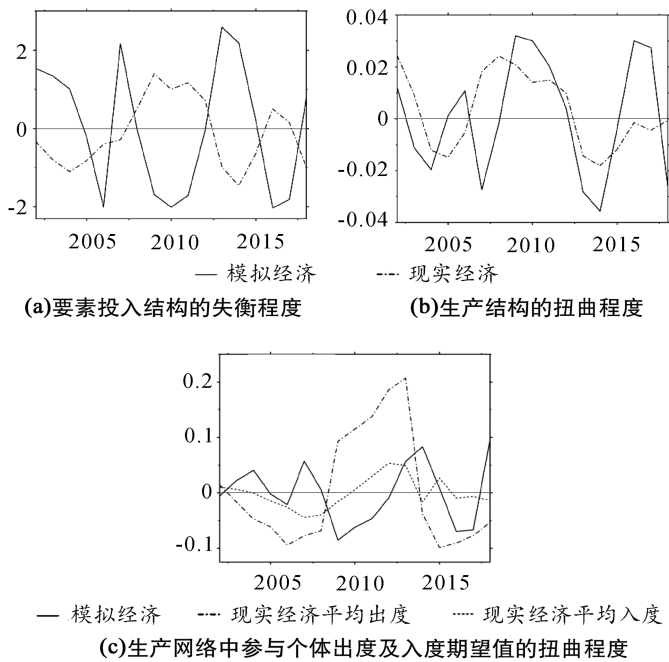 2
0
-2
2005
2010
2015
0.04
0.02
0
-0.02
-0.04
2005
2010
2015
模拟经济
现实经济
(a)要素投入结构的失衡程度
(b)生产结构的扭曲程度
0.2
0.1
0
-0.1
2005
2010
2015
模拟经济
现实经济平均出度
现实经济平均入度
(c)生产网络中参与个体出度及入度期望值的扭曲程度